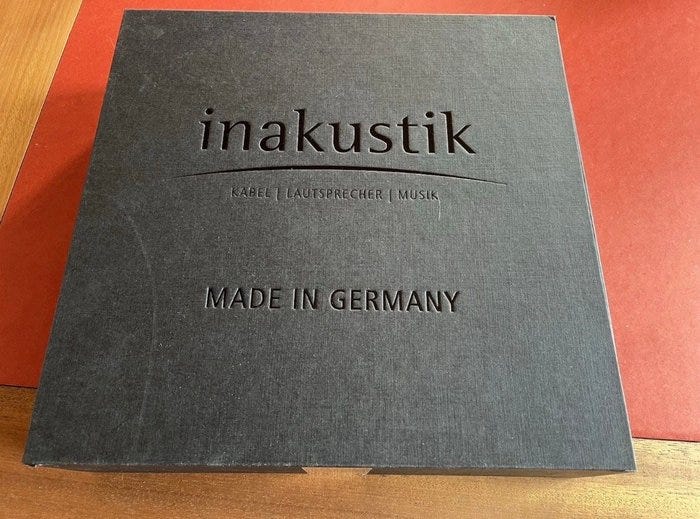 inakustik
KABEL | LAUTSPRECHER | MUSIK
MADE IN GERMANY